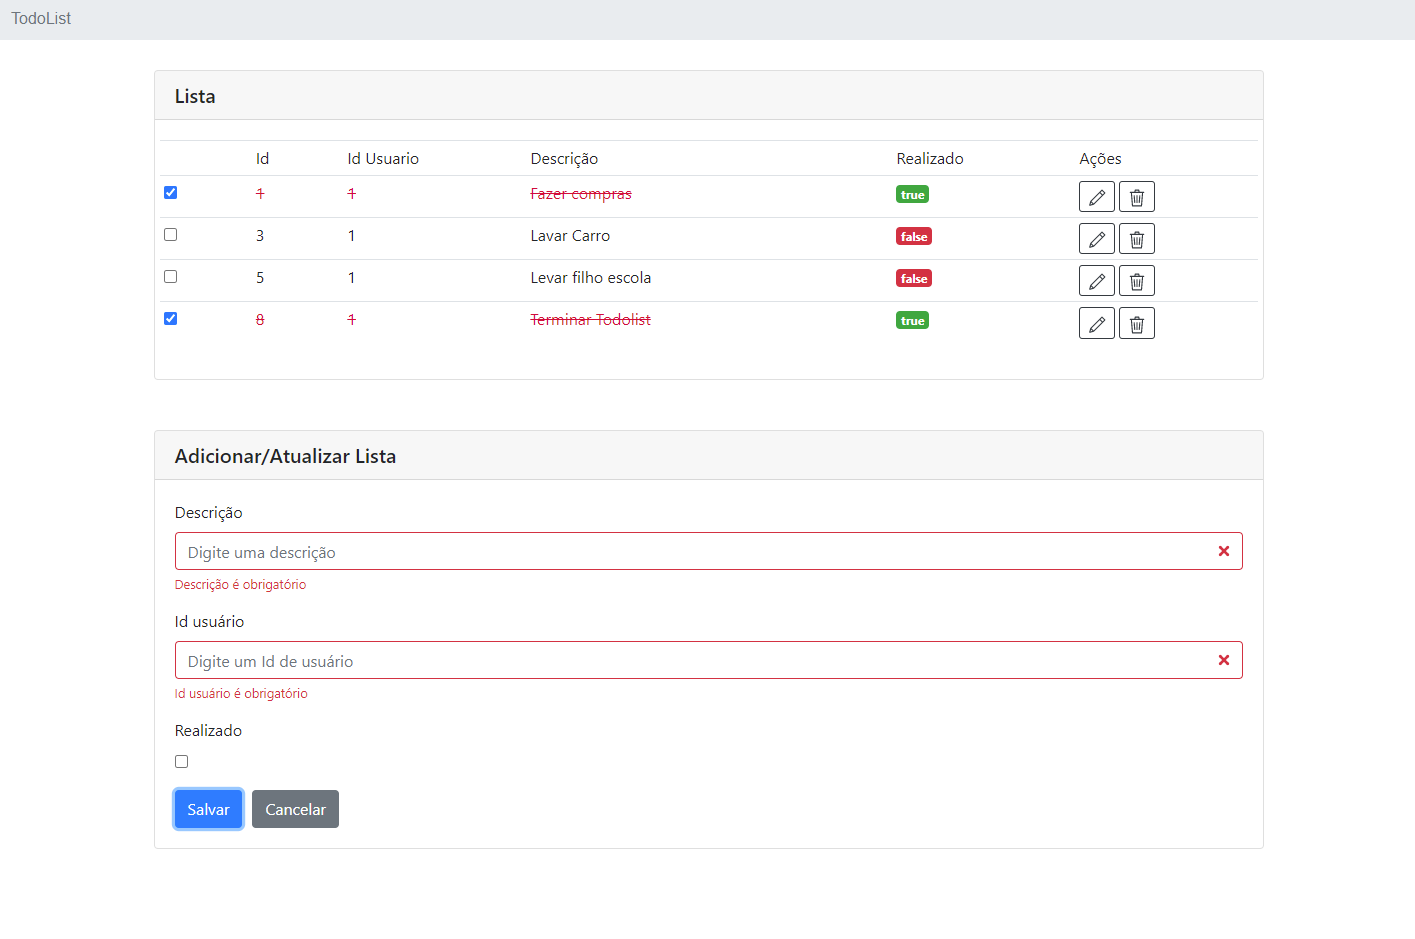 TodoList
Lista
Id Id Usuario Descrição Realizado Ações
1 1 Fazer compras true
3 1 Lavar Carro false
5 1 Levar filho escola false
8 1 Terminar Todolist true
Adicionar/Atualizar Lista
Descrição
Digite uma descrição
Descrição é obrigatório
Id usuário
Digite um Id de usuário
Id usuário é obrigatório
Realizado
Salvar Cancelar